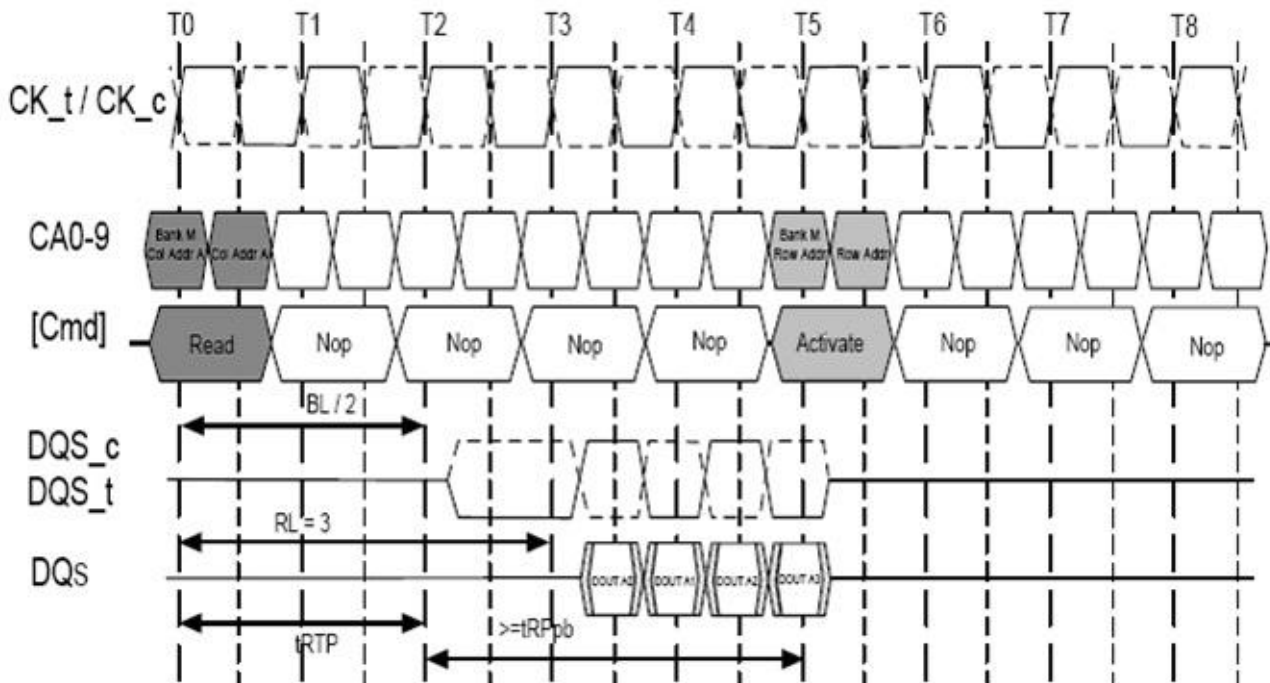 T0 T1 T2 T3 T4 T5 T6 T7 T8
CK_t / CK_c
CA0-9
Bank M
Col Addr A
Col Addr A
Bank M
Row Addr
Row Addr
[Cmd]
Read Nop Nop Nop Nop Activate Nop Nop Nop
BL / 2
DQS_c
DQS_t
RL = 3
DQs
DOUT A0 DOUT A1 DOUT A2 DOUT A3
tRTP
>=tRPpb